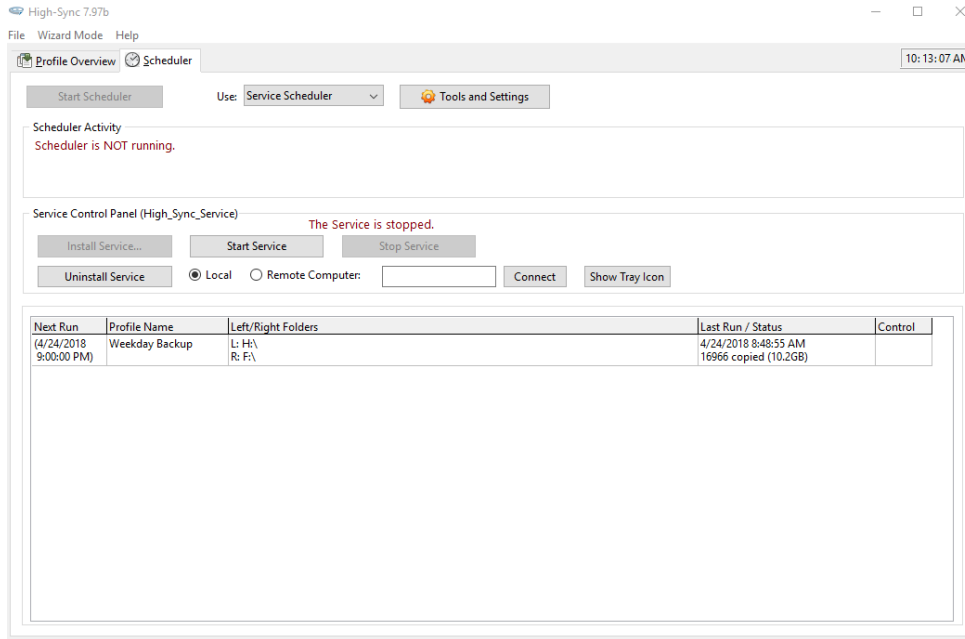 High-Sync 7.97b
File Wizard Mode Help
Profile Overview Scheduler
10:13:07 AM
Start Scheduler Use: Service Scheduler Tools and Settings
Scheduler Activity
Scheduler is NOT running.
Service Control Panel (High_Sync_Service)
The Service is stopped.
Install Service... Start Service Stop Service
Uninstall Service Local Remote Computer: Connect Show Tray Icon
Next Run Profile Name Left/Right Folders Last Run / Status Control
(4/24/2018 Weekday Backup L: H:\ 4/24/2018 8:48:55 AM
9:00:00 PM) R: F:\ 16966 copied (10.2GB)